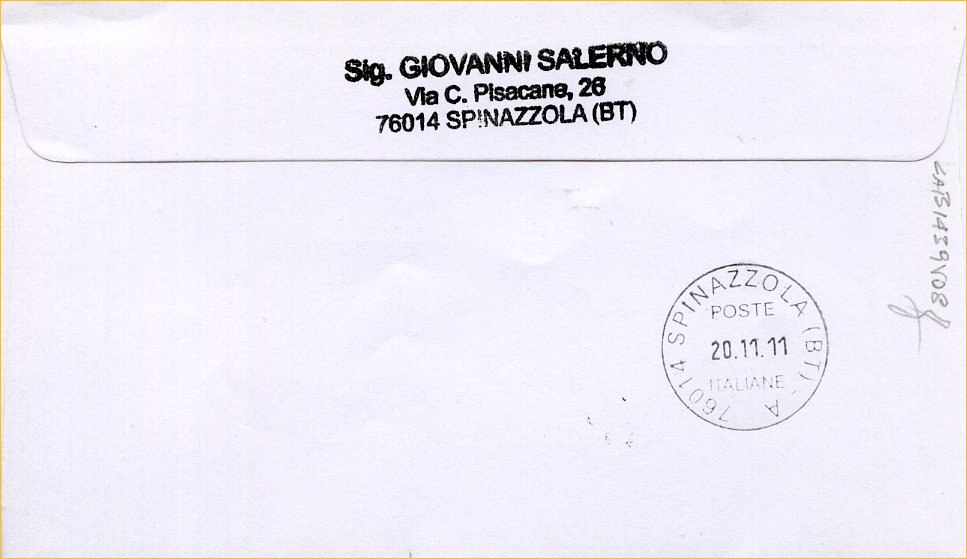 Sig. GIOVANNI SALERNO
Via C. Pisacane, 26
76014 SPINAZZOLA (BT)
76014 SPINAZZOLA (BT) - A
POSTE
20.11.11
ITALIANE